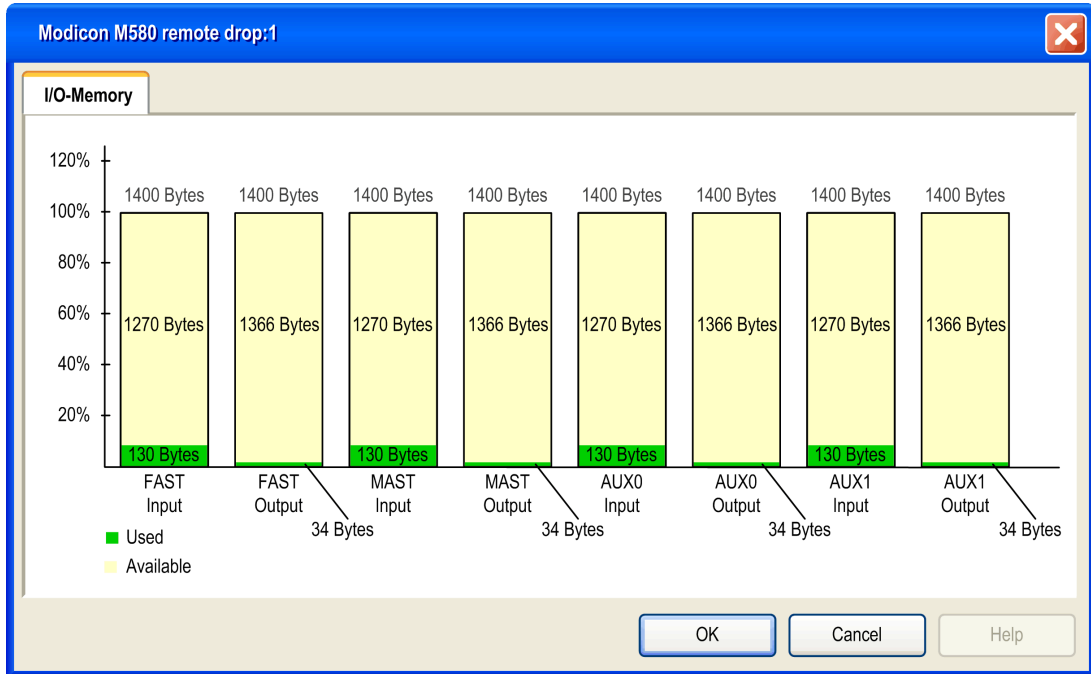 Modicon M580 remote drop:1
I/O-Memory
120%
1400 Bytes 1400 Bytes 1400 Bytes 1400 Bytes 1400 Bytes 1400 Bytes 1400 Bytes 1400 Bytes
100%
80%
60%
1270 Bytes 1366 Bytes 1270 Bytes 1366 Bytes 1270 Bytes 1366 Bytes 1270 Bytes 1366 Bytes
40%
20%
130 Bytes 130 Bytes 130 Bytes 130 Bytes
FAST FAST MAST MAST AUX0 AUX0 AUX1 AUX1
Input Output Input Output Input Output Input Output
34 Bytes 34 Bytes 34 Bytes 34 Bytes
Used
Available
OK Cancel Help